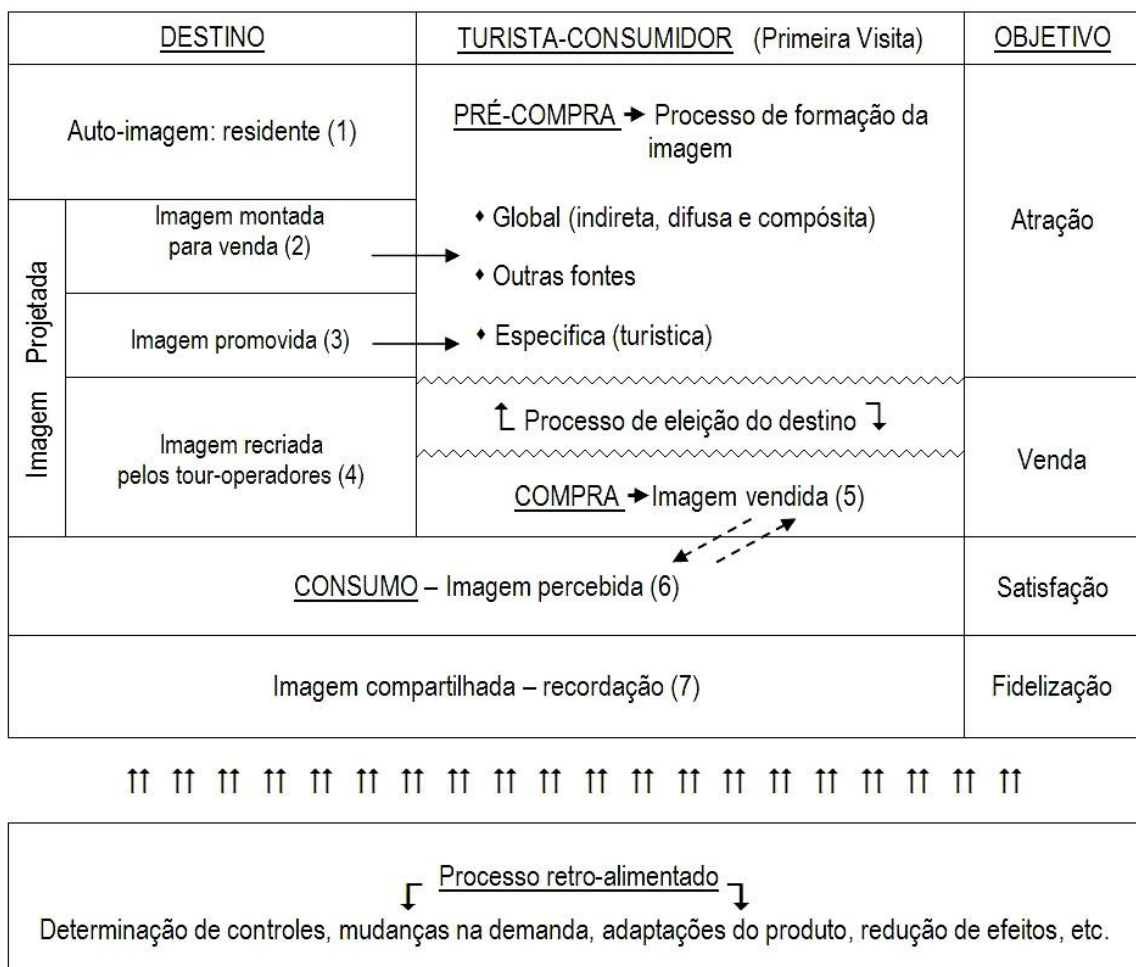 DESTINO
TURISTA-CONSUMIDOR (Primeira Visita)
OBJETIVO
Auto-imagem: residente (1)
PRÉ-COMPRA → Processo de formação da
imagem
Imagem Projetada
Imagem montada
para venda (2)
Imagem promovida (3)
Imagem recriada
pelos tour-operadores (4)
♦ Global (indireta, difusa e compósita)
♦ Outras fontes
♦ Específica (turística)
Atração
Processo de eleição do destino
COMPRA → Imagem vendida (5)
Venda
CONSUMO – Imagem percebida (6)
Satisfação
Imagem compartilhada – recordação (7)
Fidelização
Processo retro-alimentado
Determinação de controles, mudanças na demanda, adaptações do produto, redução de efeitos, etc.